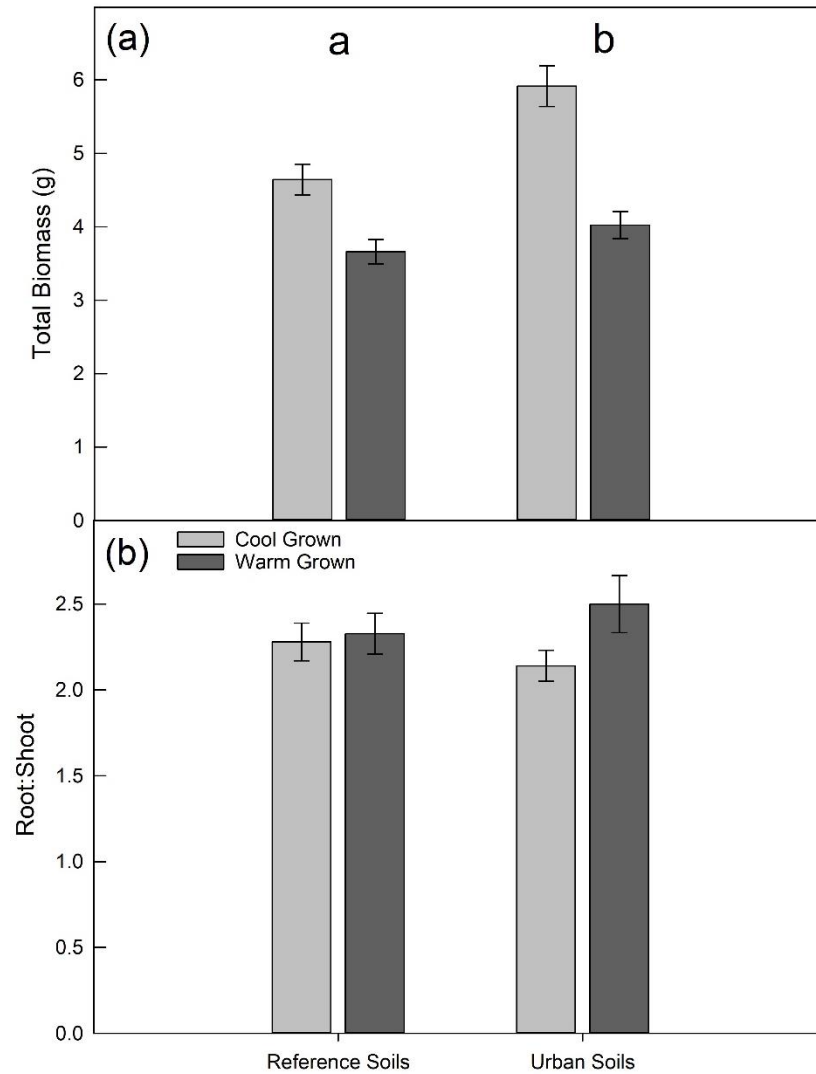 (a)
a
b
6
5
4
3
2
1
0
Total Biomass (g)
(b)
Cool Grown
Warm Grown
2.5
2.0
1.5
1.0
0.5
0.0
Root:Shoot
Reference Soils
Urban Soils